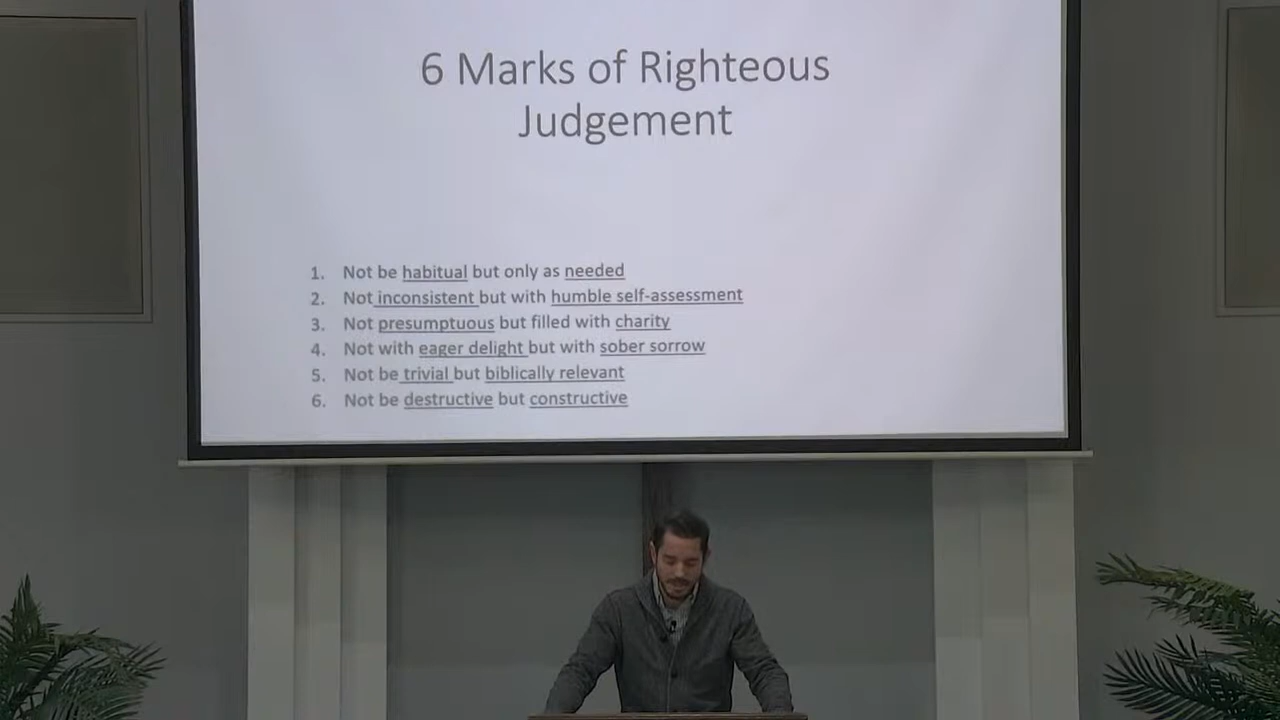 6 Marks of Righteous
Judgement
1. Not be habitual but only as needed
2. Not inconsistent but with humble self-assessment
3. Not presumptuous but filled with charity
4. Not with eager delight but with sober sorrow
5. Not be trivial but biblically relevant
6. Not be destructive but constructive